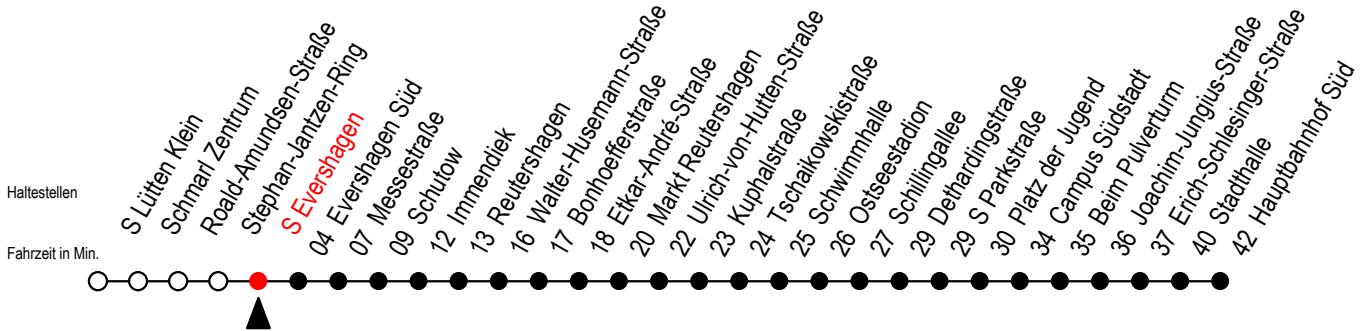 Haltestellen
Fahrzeit in Min.
S Lütten Klein
Schmarl Zentrum
Roald-Amundsen-Straße
Stephan-Jantzen-Ring
S Evershagen
04 Evershagen Süd
07 Messestraße
09 Schutow
12 Immendiek
13 Reutershagen
16 Walter-Husemann-Straße
17 Bonhoefferstraße
18 Etkar-André-Straße
20 Markt Reutershagen
22 Ulrich-von-Hutten-Straße
23 Kuphalstraße
24 Tschaikowskistraße
25 Schwimmhalle
26 Ostseestadion
27 Schillingallee
29 Dethardingstraße
29 S Parkstraße
30 Platz der Jugend
34 Campus Südstadt
35 Beim Pulverturm
36 Joachim-Jungius-Straße
37 Erich-Schlesinger-Straße
40 Stadthalle
42 Hauptbahnhof Süd